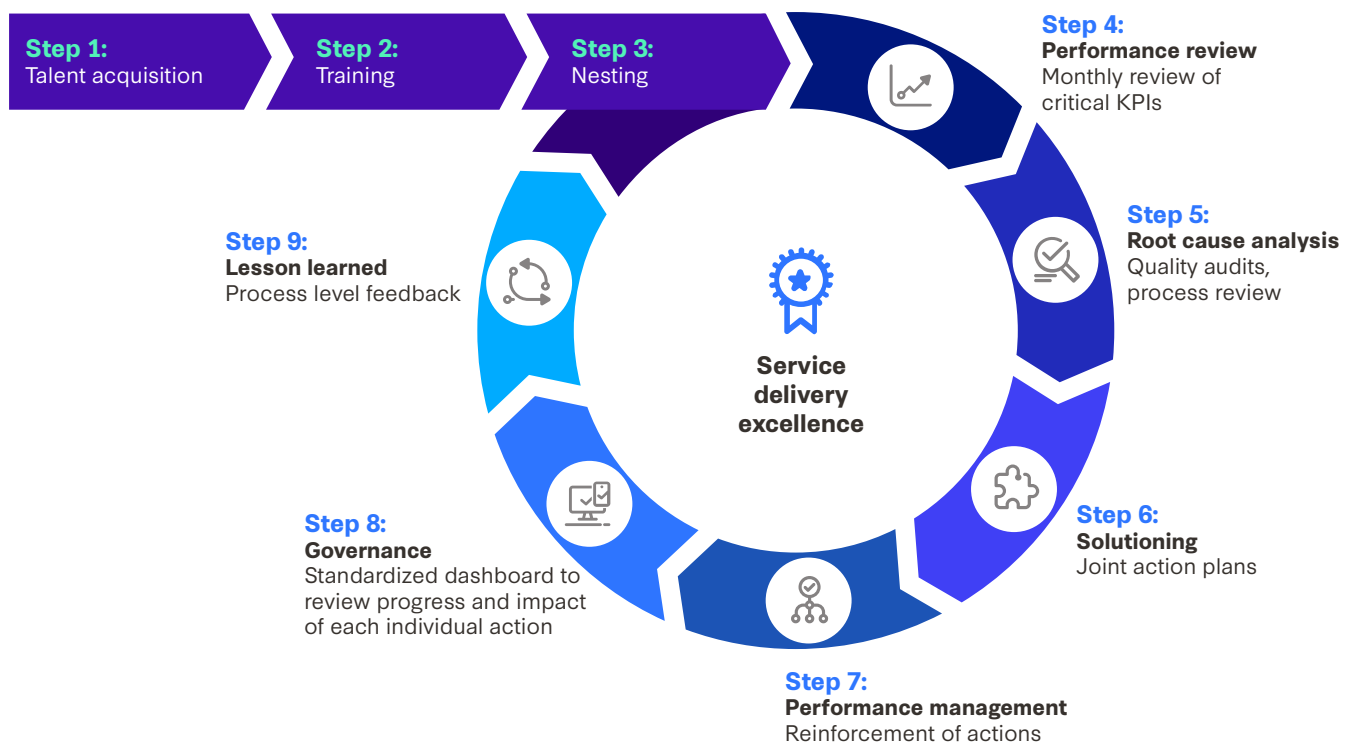 Step 1:
Talent acquisition
Step 2:
Training
Step 3:
Nesting
Step 4:
Performance review
Monthly review of
critical KPIs
Step 5:
Root cause analysis
Quality audits,
process review
Step 6:
Solutioning
Joint action plans
Step 7:
Performance management
Reinforcement of actions
Step 8:
Governance
Standardized dashboard to
review progress and impact
of each individual action
Step 9:
Lesson learned
Process level feedback
Service
delivery
excellence